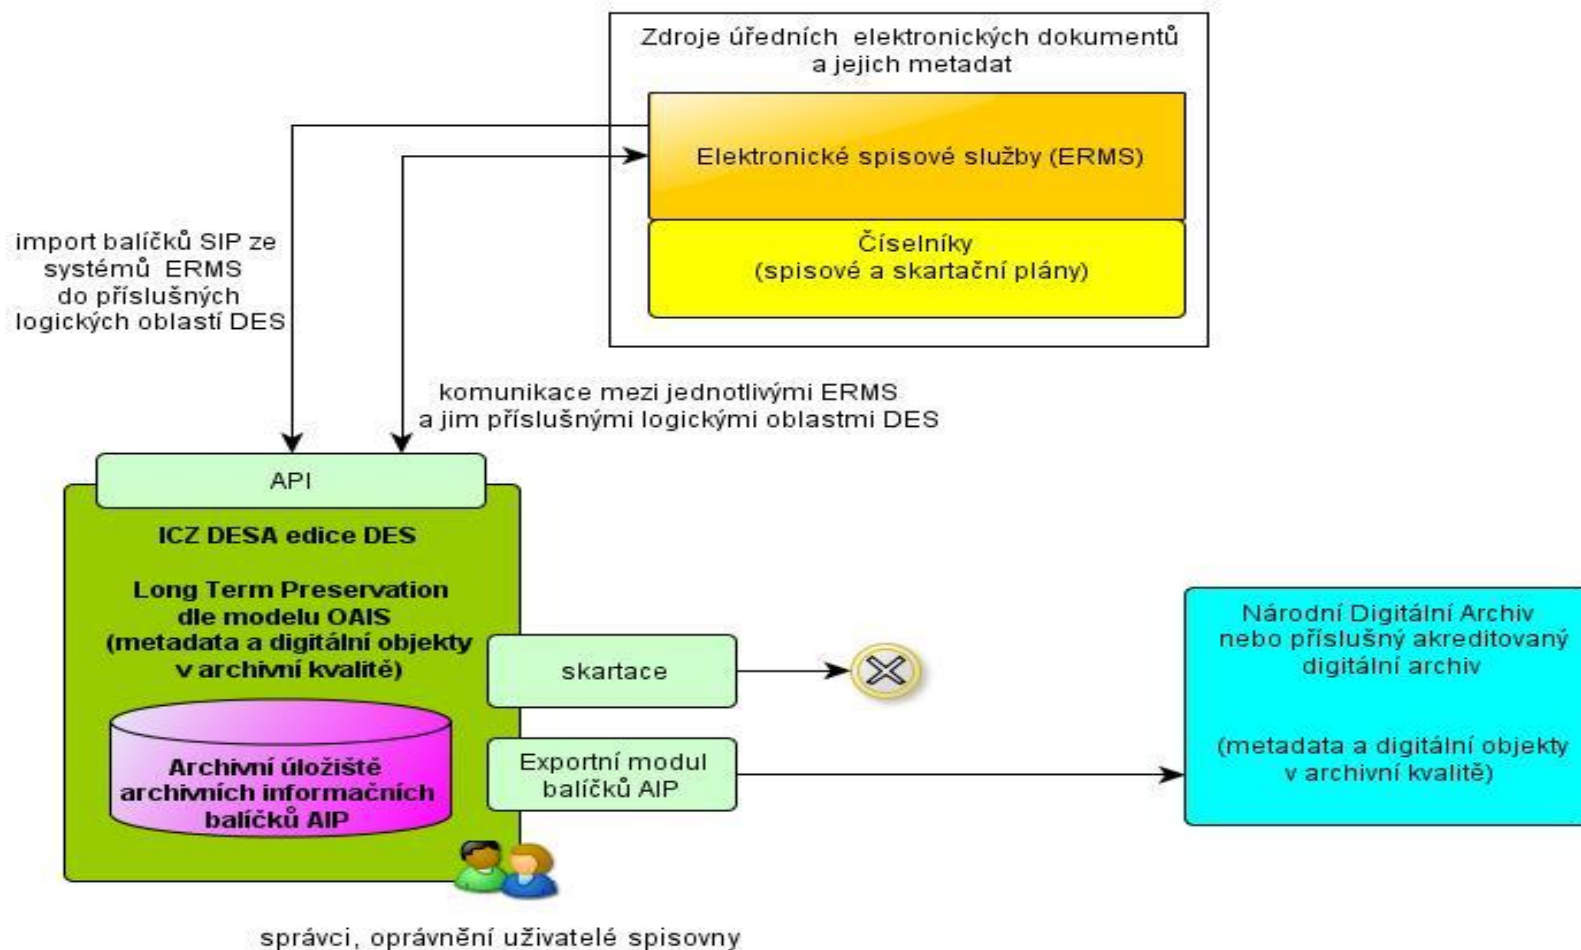 Zdroje úředních elektronických dokumentů
a jejich metadat
Elektronické spisové služby (ERMS)
Číselníky
(spisové a skartační plány)
import balíčků SIP ze
systémů ERMS
do příslušných
logických oblastí DES
komunikace mezi jednotlivými ERMS
a jim příslušnými logickými oblastmi DES
API
ICZ DESA edice DES
Long Term Preservation
dle modelu OAIS
(metadata a digitální objekty
v archivní kvalitě)
skartace
Archivní úložiště
archivních informačních
balíčků AIP
Exportní modul
balíčků AIP
Národní Digitální Archiv
nebo příslušný akreditovaný
digitální archiv
(metadata a digitální objekty
v archivní kvalitě)
správci, oprávnění uživatelé spisovny